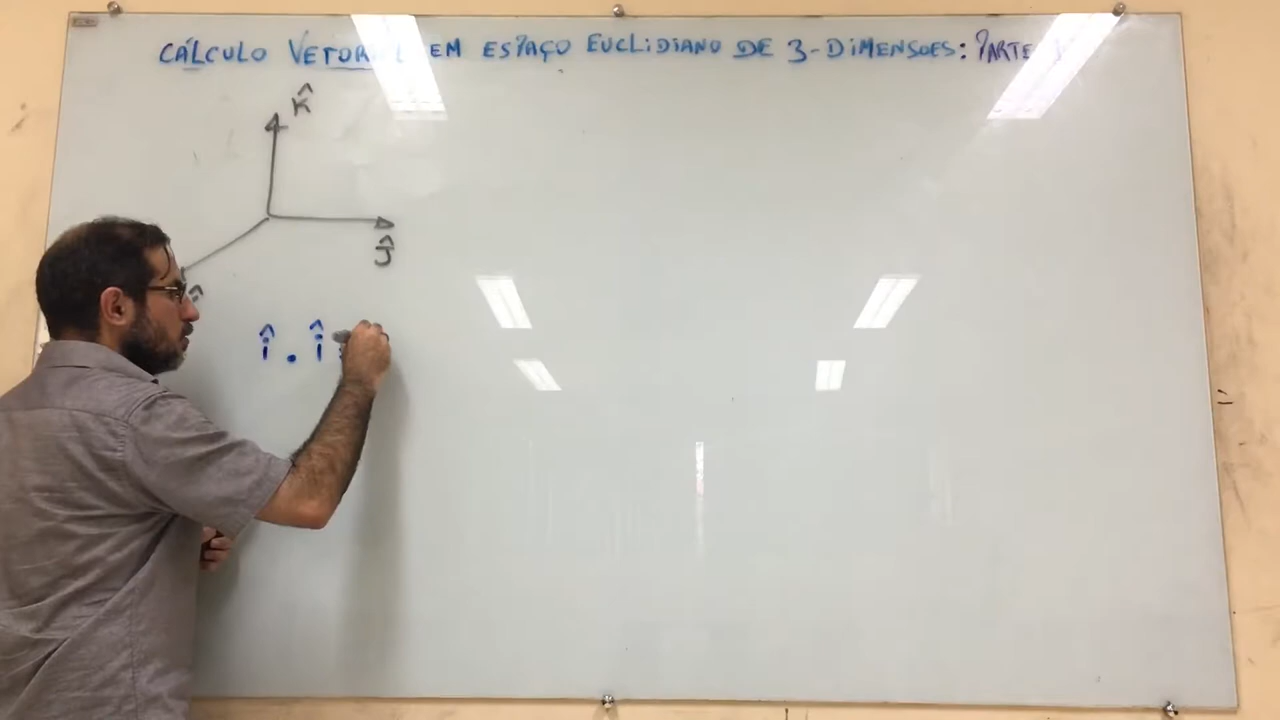 CÁLCULO VETORIAL EM ESPAÇO EUCLIDIANO DE 3-DIMENSOES: PARTE
k̂
ĵ
î . î